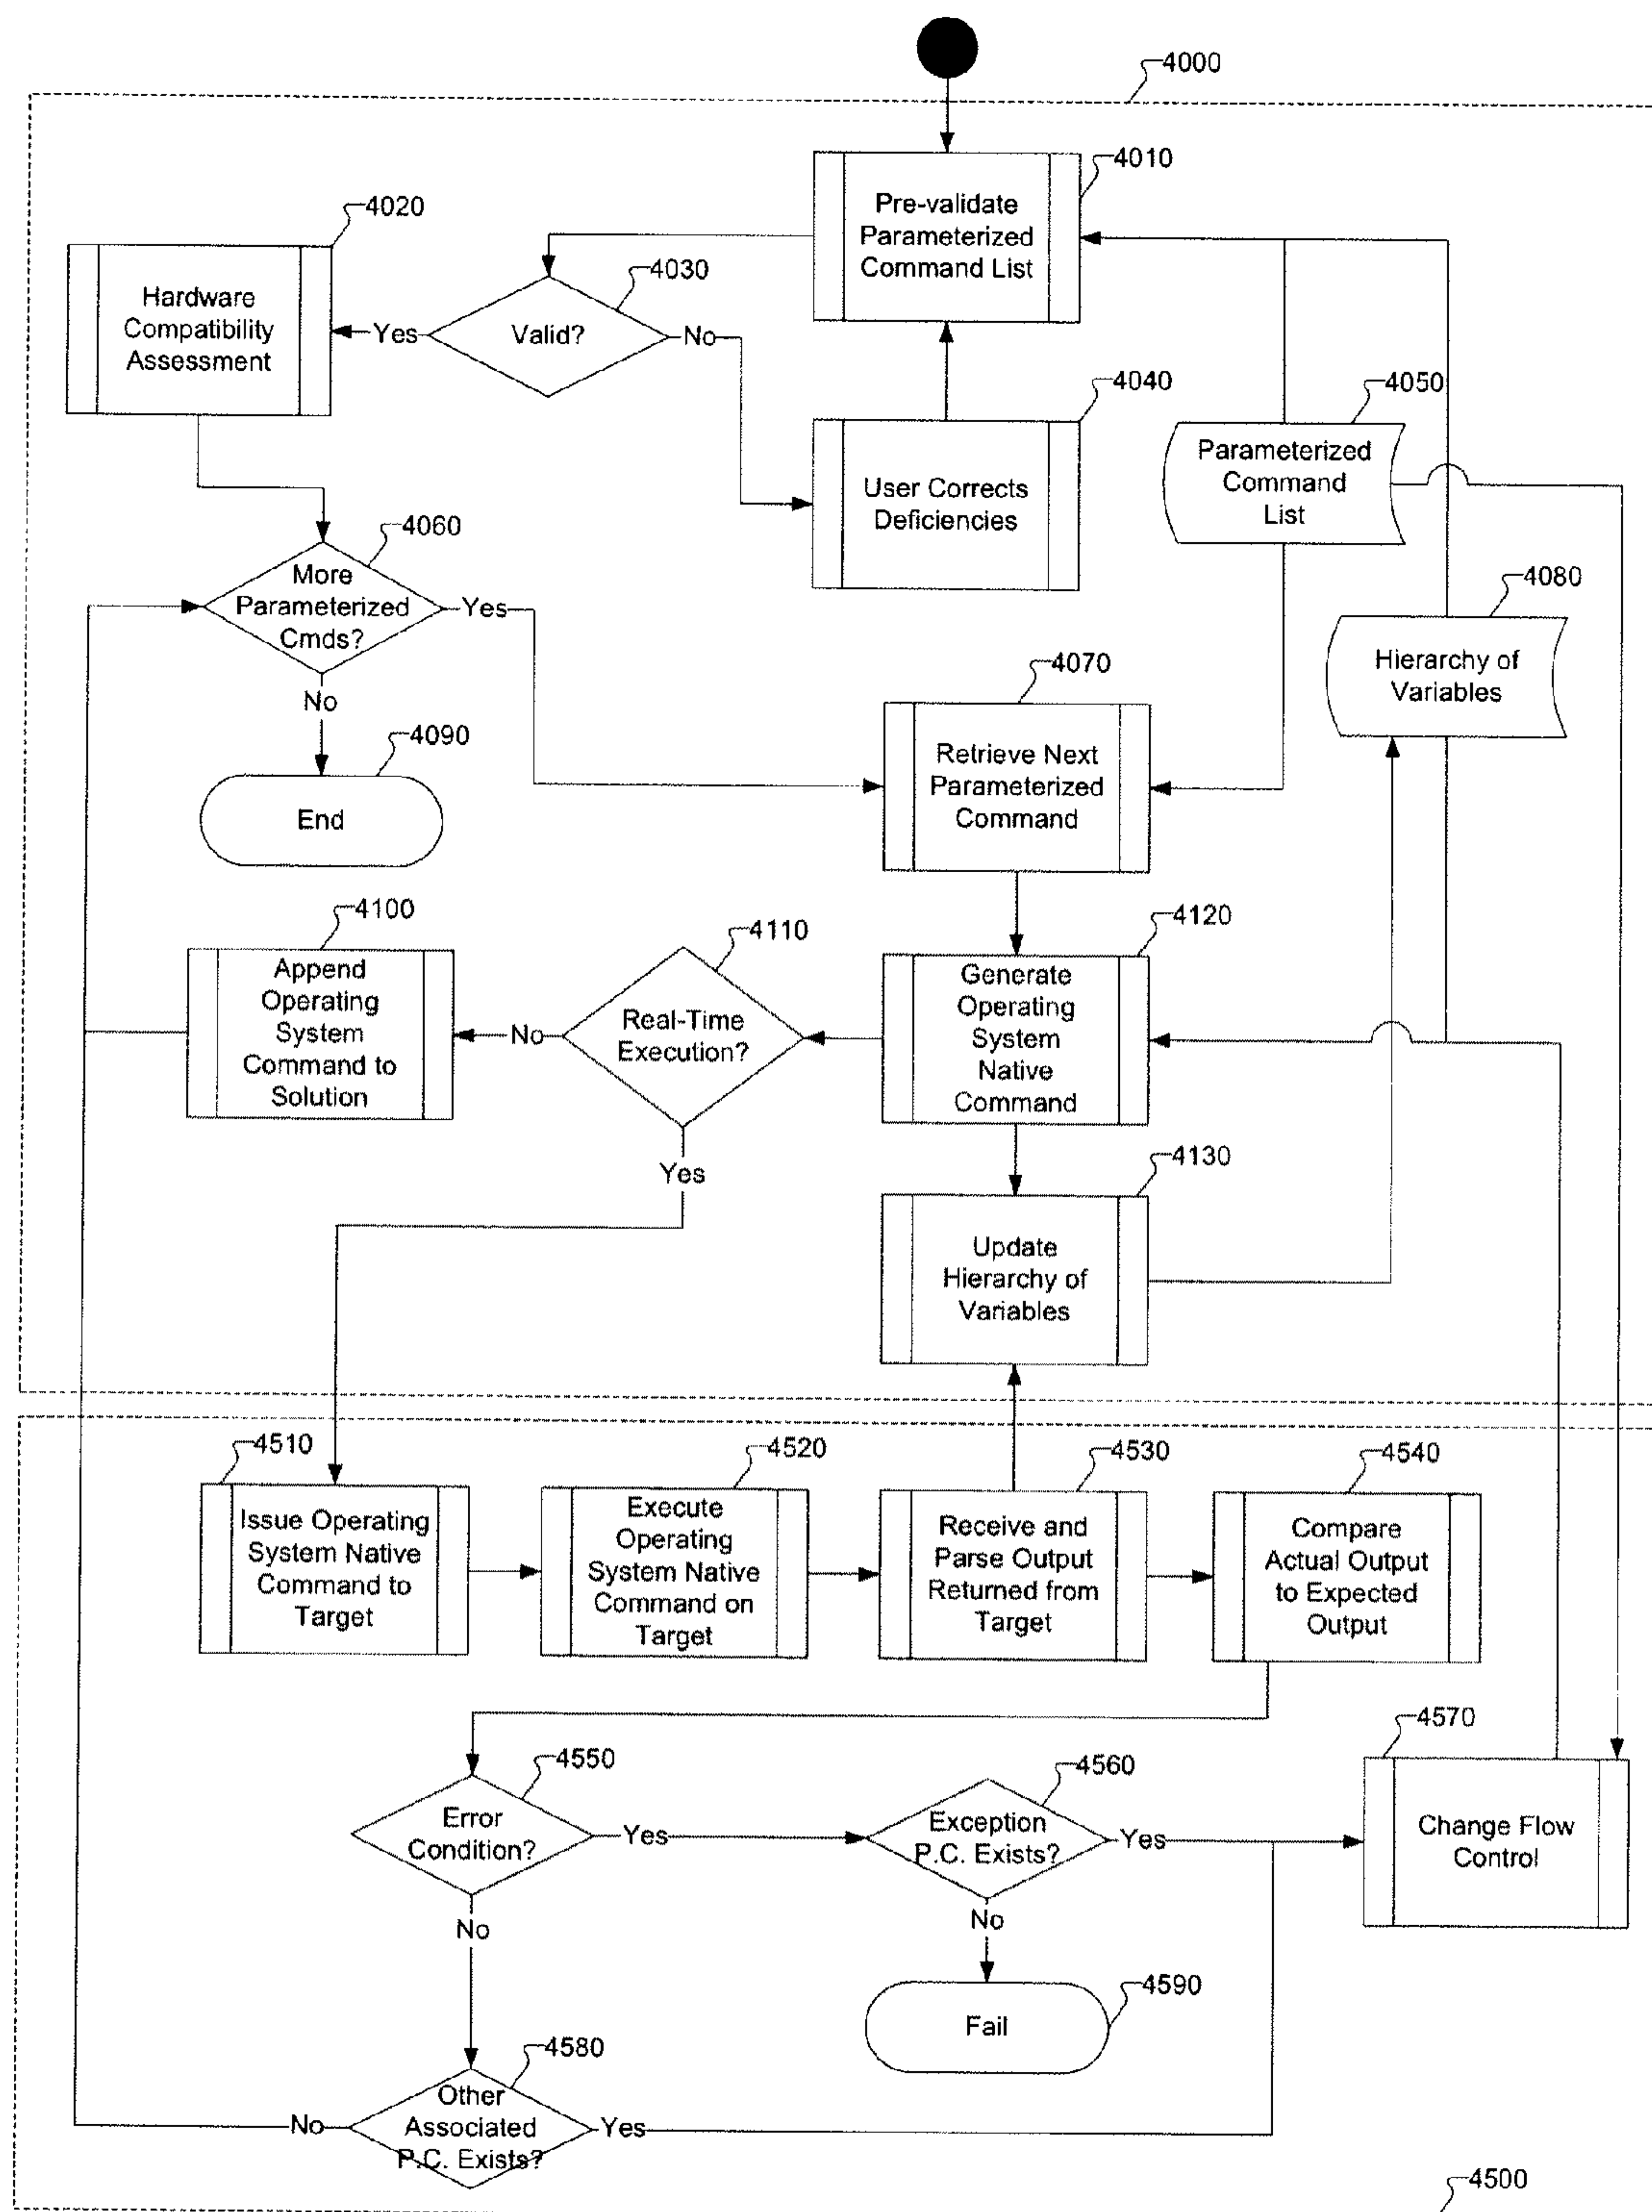 4000
4010
Pre-validate
Parameterized
Command List
4020
Hardware
Compatibility
Assessment
4030
Valid?
Yes
No
4040
User Corrects
Deficiencies
4050
Parameterized
Command
List
4060
More
Parameterized
Cmds?
Yes
No
4070
Retrieve Next
Parameterized
Command
4080
Hierarchy of
Variables
4090
End
4100
Append
Operating
System
Command to
Solution
4110
Real-Time
Execution?
No
Yes
4120
Generate
Operating
System
Native
Command
4130
Update
Hierarchy of
Variables
4510
Issue Operating
System Native
Command to
Target
4520
Execute
Operating
System Native
Command on
Target
4530
Receive and
Parse Output
Returned from
Target
4540
Compare
Actual Output
to Expected
Output
4550
Error
Condition?
Yes
No
4560
Exception
P.C. Exists?
Yes
No
4570
Change Flow
Control
4580
Other
Associated
P.C. Exists?
No
Yes
4590
Fail
4500